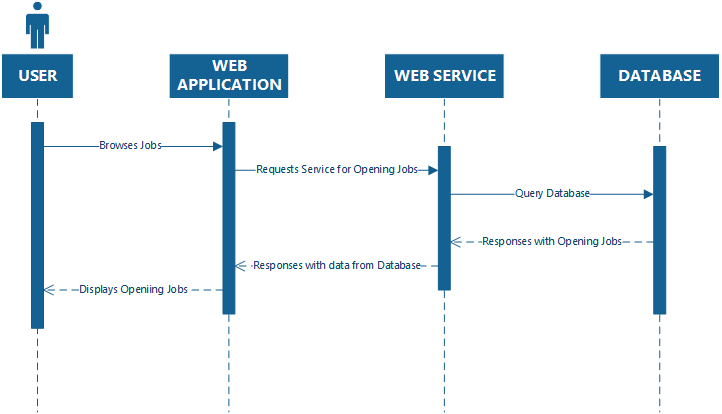 USER
WEB
APPLICATION
WEB SERVICE
DATABASE
Browses Jobs
Requests Service for Opening Jobs
Query Database
Responses with Opening Jobs
Responses with data from Database
Displays Openiing Jobs